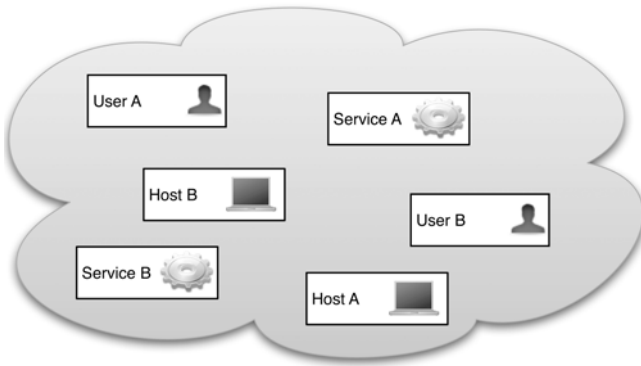 User A
Service A
Host B
User B
Service B
Host A